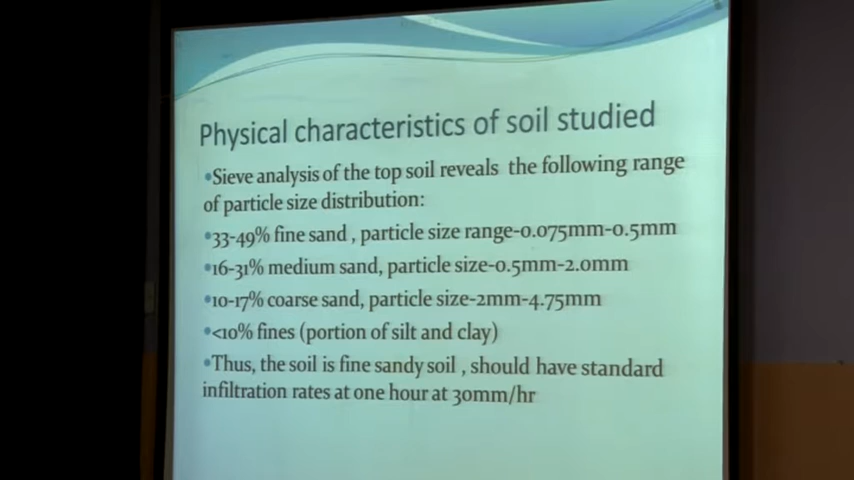 Physical characteristics of soil studied
•Sieve analysis of the top soil reveals the following range
of particle size distribution:
•33-49% fine sand , particle size range-0.075mm-0.5mm
•16-31% medium sand, particle size-0.5mm-2.0mm
•10-17% coarse sand, particle size-2mm-4.75mm
•<10% fines (portion of silt and clay)
•Thus, the soil is fine sandy soil , should have standard
infiltration rates at one hour at 30mm/hr